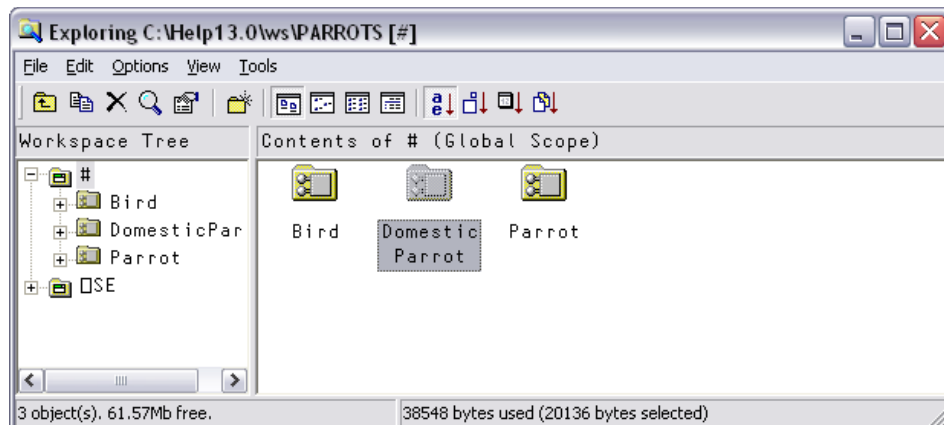 Exploring C:\Help13.0\ws\PARROTS [#]
File Edit Options View Tools
Workspace Tree
Contents of # (Global Scope)
#
Bird
DomesticPar
Parrot
⎕SE
Bird
Domestic
Parrot
Parrot
3 object(s). 61.57Mb free.
38548 bytes used (20136 bytes selected)